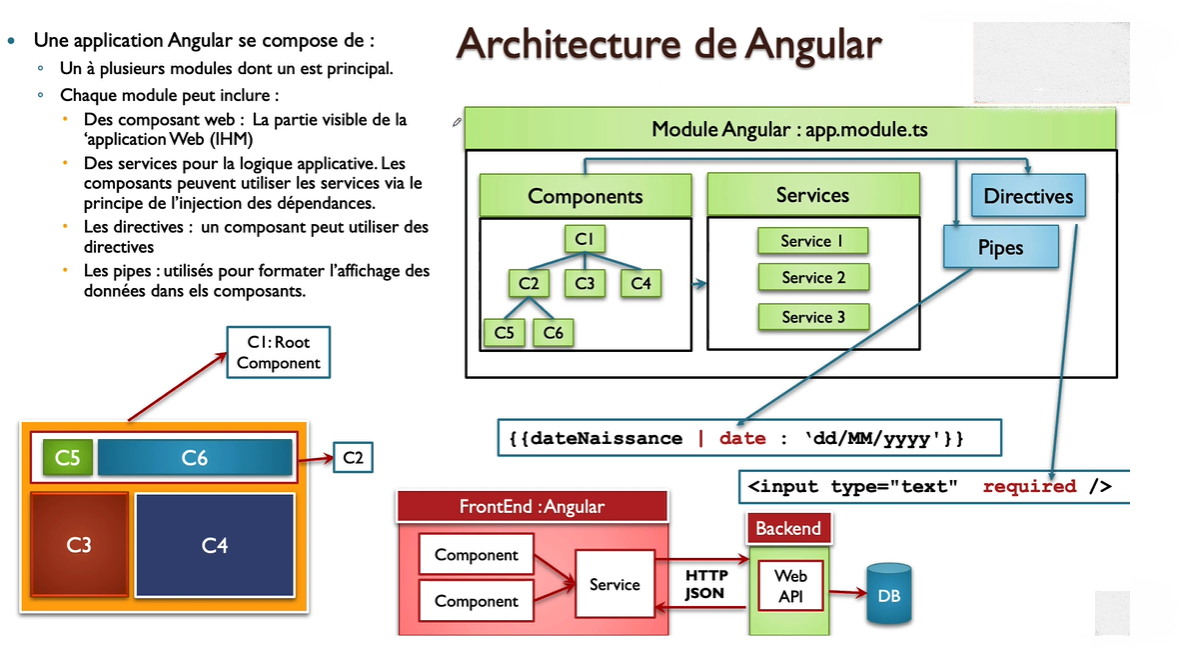 Architecture de Angular
• Une application Angular se compose de :
◦ Un à plusieurs modules dont un est principal.
◦ Chaque module peut inclure :
• Des composant web : La partie visible de la
‘application Web (IHM)
• Des services pour la logique applicative. Les
composants peuvent utiliser les services via le
principe de l’injection des dépendances.
• Les directives : un composant peut utiliser des
directives
• Les pipes : utilisés pour formater l’affichage des
données dans els composants.
Module Angular : app.module.ts
Components
Services
Directives
Pipes
C1
C2
C3
C4
C5
C6
Service 1
Service 2
Service 3
C1: Root
Component
C5
C6
C2
C3
C4
{{dateNaissance | date : ‘dd/MM/yyyy'}}
<input type="text" required />
FrontEnd : Angular
Component
Component
Service
HTTP
JSON
Backend
Web
API
DB